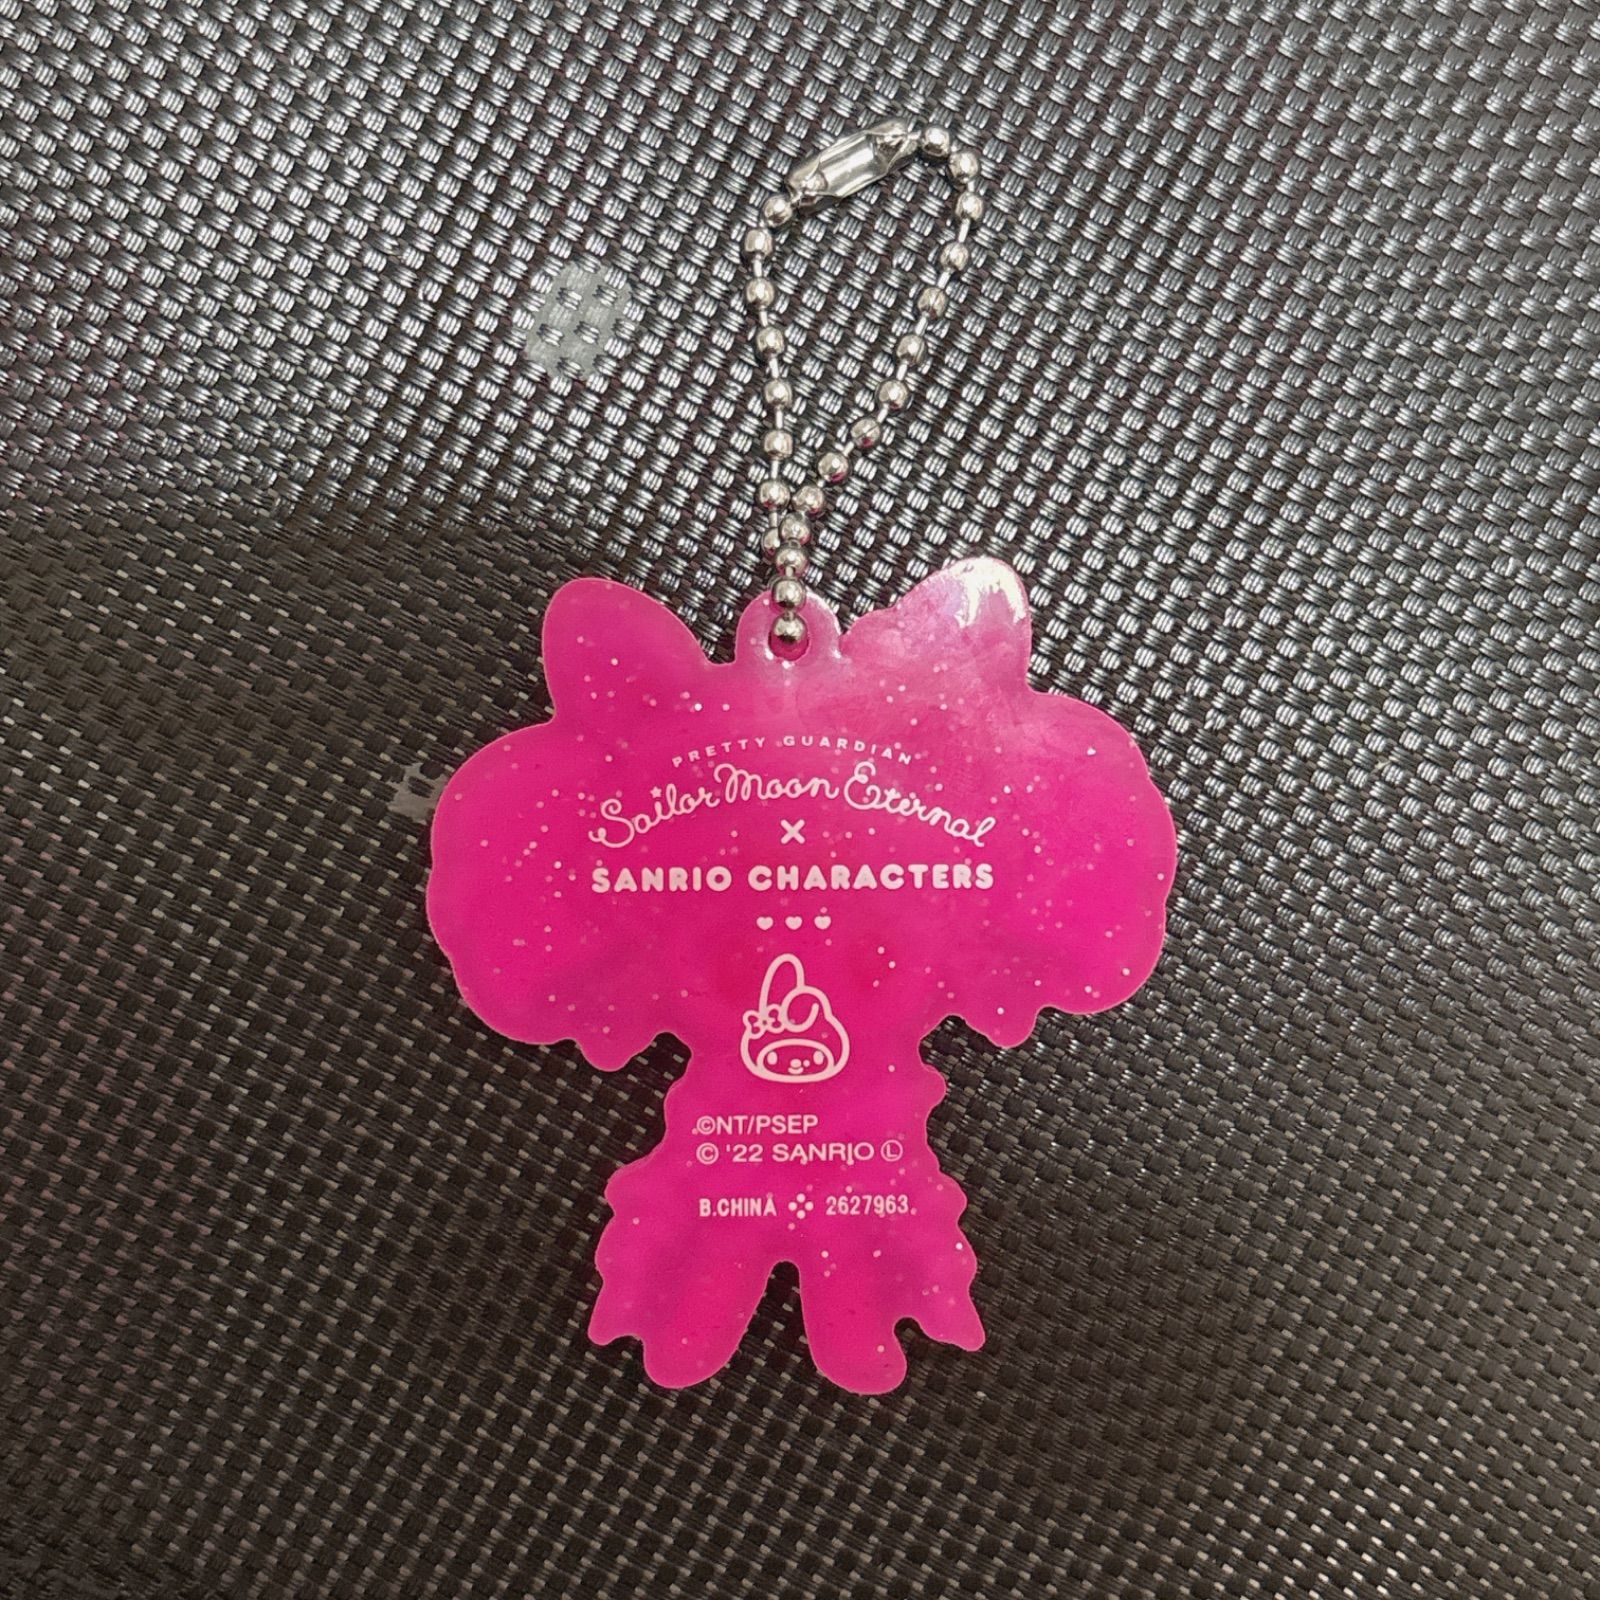 PRETTY GUARDIAN
Sailor Moon Eternal
×
SANRIO CHARACTERS
©NT/PSEP
© '22 SANRIO Ⓛ
B.CHINA 2627963